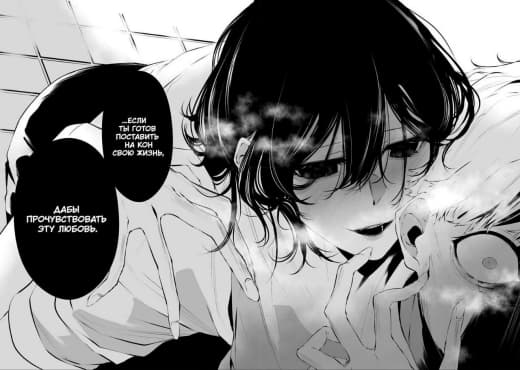 ...ЕСЛИ
ТЫ ГОТОВ
ПОСТАВИТЬ
НА КОН
СВОЮ ЖИЗНЬ,
ДАБЫ
ПРОЧУВСТВОВАТЬ
ЭТУ ЛЮБОВЬ.